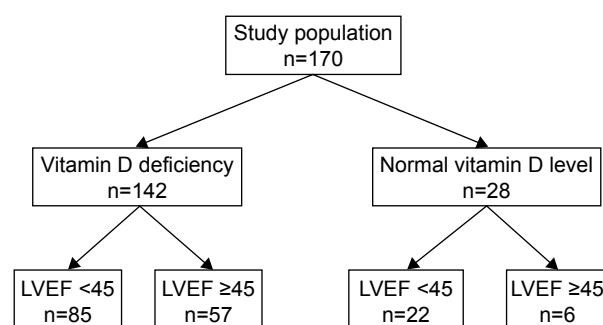 Study population
n=170
Vitamin D deficiency
n=142
Normal vitamin D level
n=28
LVEF <45
n=85
LVEF ≥45
n=57
LVEF <45
n=22
LVEF ≥45
n=6